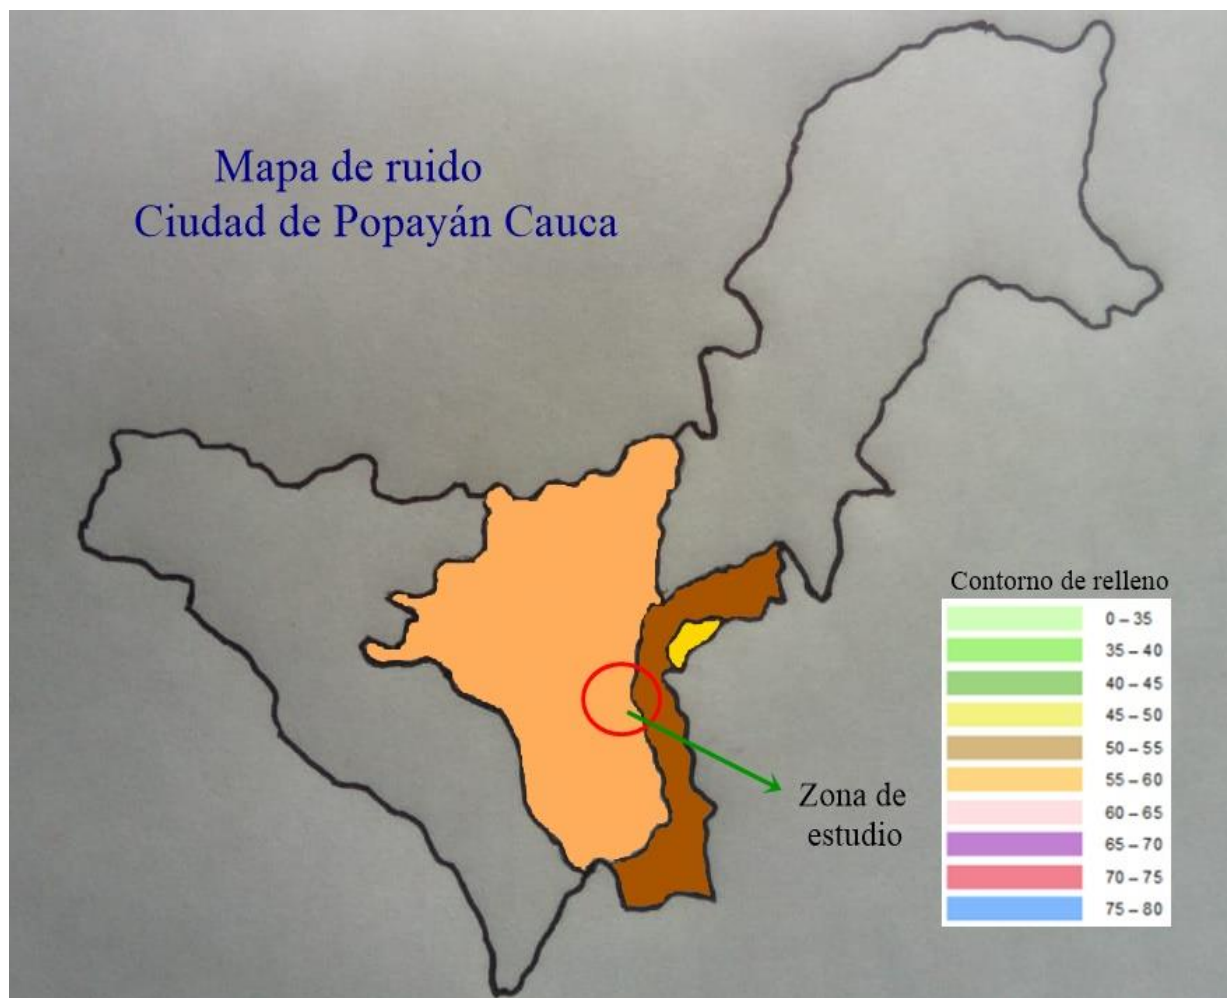 Mapa de ruido
Ciudad de Popayán Cauca
Contorno de relleno
0 – 35
35 – 40
40 – 45
45 – 50
50 – 55
55 – 60
60 – 65
65 – 70
70 – 75
75 – 80
Zona de
estudio